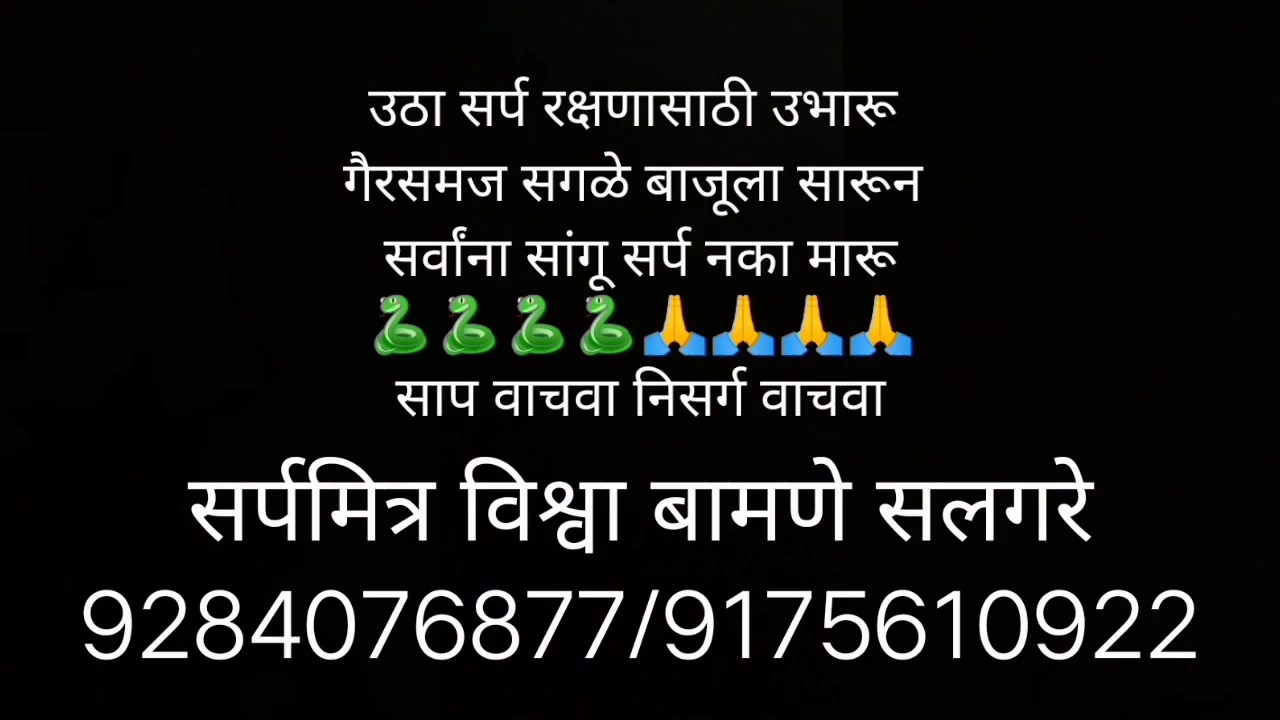 उठा सर्प रक्षणासाठी उभारू
गैरसमज सगळे बाजूला सारून
सर्वांना सांगू सर्प नका मारू
🐍🐍🐍🐍🙏🙏🙏🙏
साप वाचवा निसर्ग वाचवा
सर्पमित्र विश्वा बामणे सलगरे
9284076877/9175610922